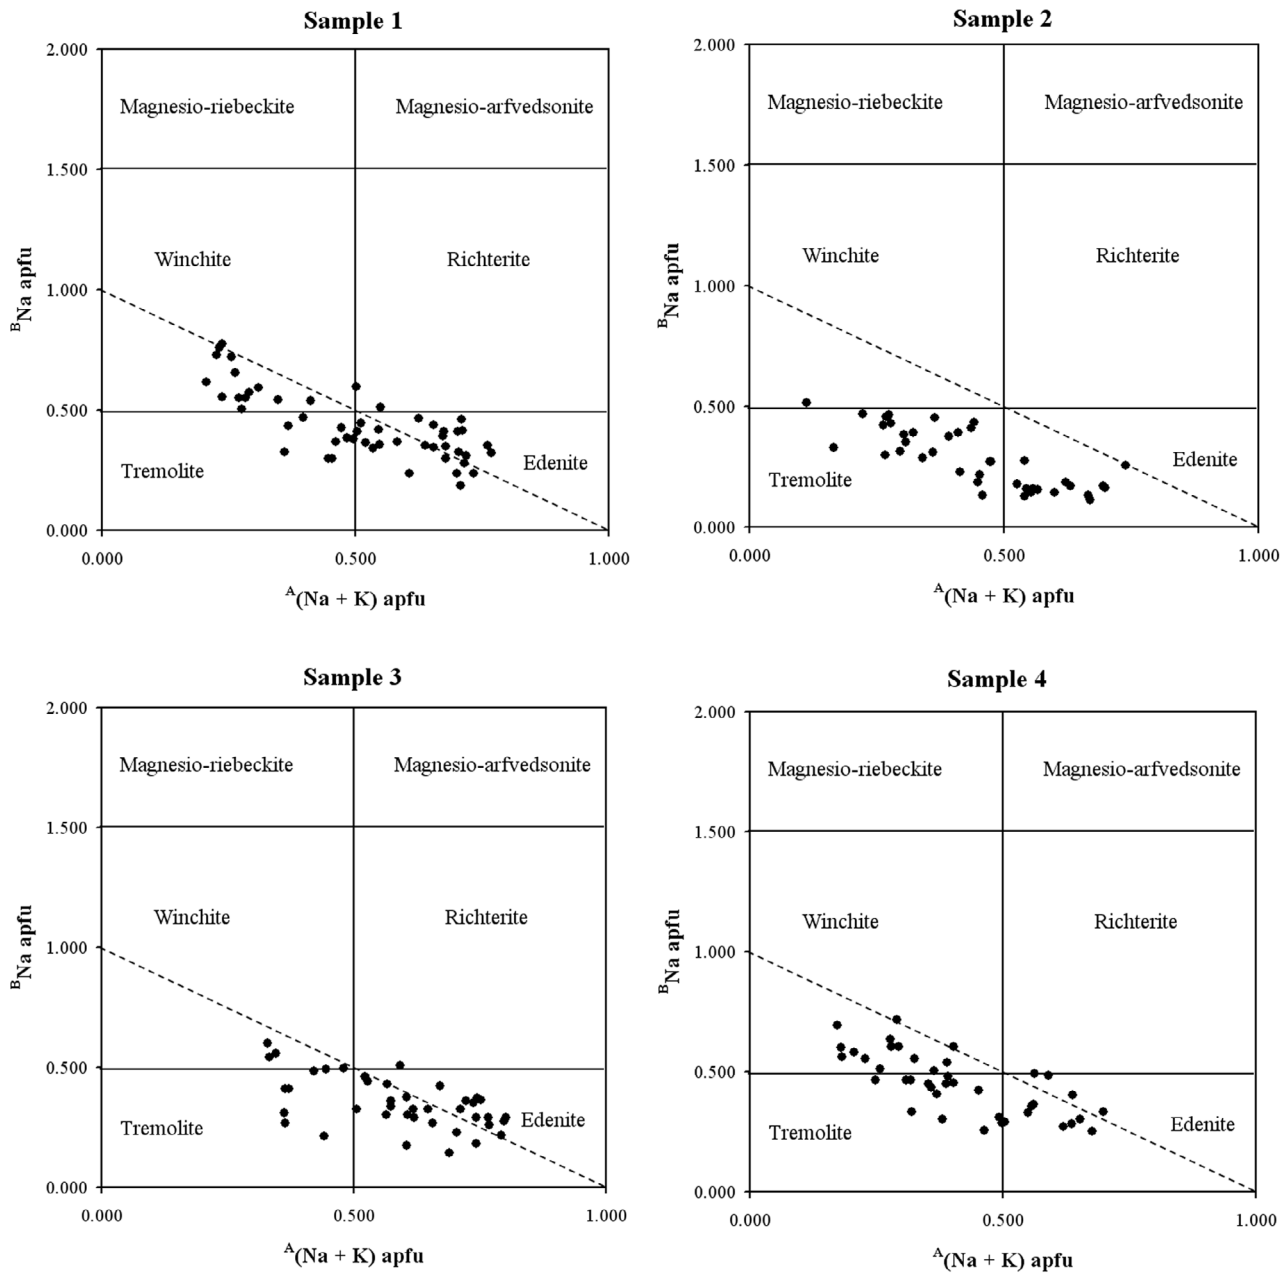 Sample 1
2.000
Magnesio-riebeckite
Magnesio-arfvedsonite
1.500
Winchite
Richterite
1.000
BNa apfu
0.500
Tremolite
Edenite
0.000
0.000
0.500
1.000
A(Na + K) apfu
Sample 2
2.000
Magnesio-riebeckite
Magnesio-arfvedsonite
1.500
Winchite
Richterite
1.000
BNa apfu
0.500
Tremolite
Edenite
0.000
0.000
0.500
1.000
A(Na + K) apfu
Sample 3
2.000
Magnesio-riebeckite
Magnesio-arfvedsonite
1.500
Winchite
Richterite
1.000
BNa apfu
0.500
Tremolite
Edenite
0.000
0.000
0.500
1.000
A(Na + K) apfu
Sample 4
2.000
Magnesio-riebeckite
Magnesio-arfvedsonite
1.500
Winchite
Richterite
1.000
BNa apfu
0.500
Tremolite
Edenite
0.000
0.000
0.500
1.000
A(Na + K) apfu